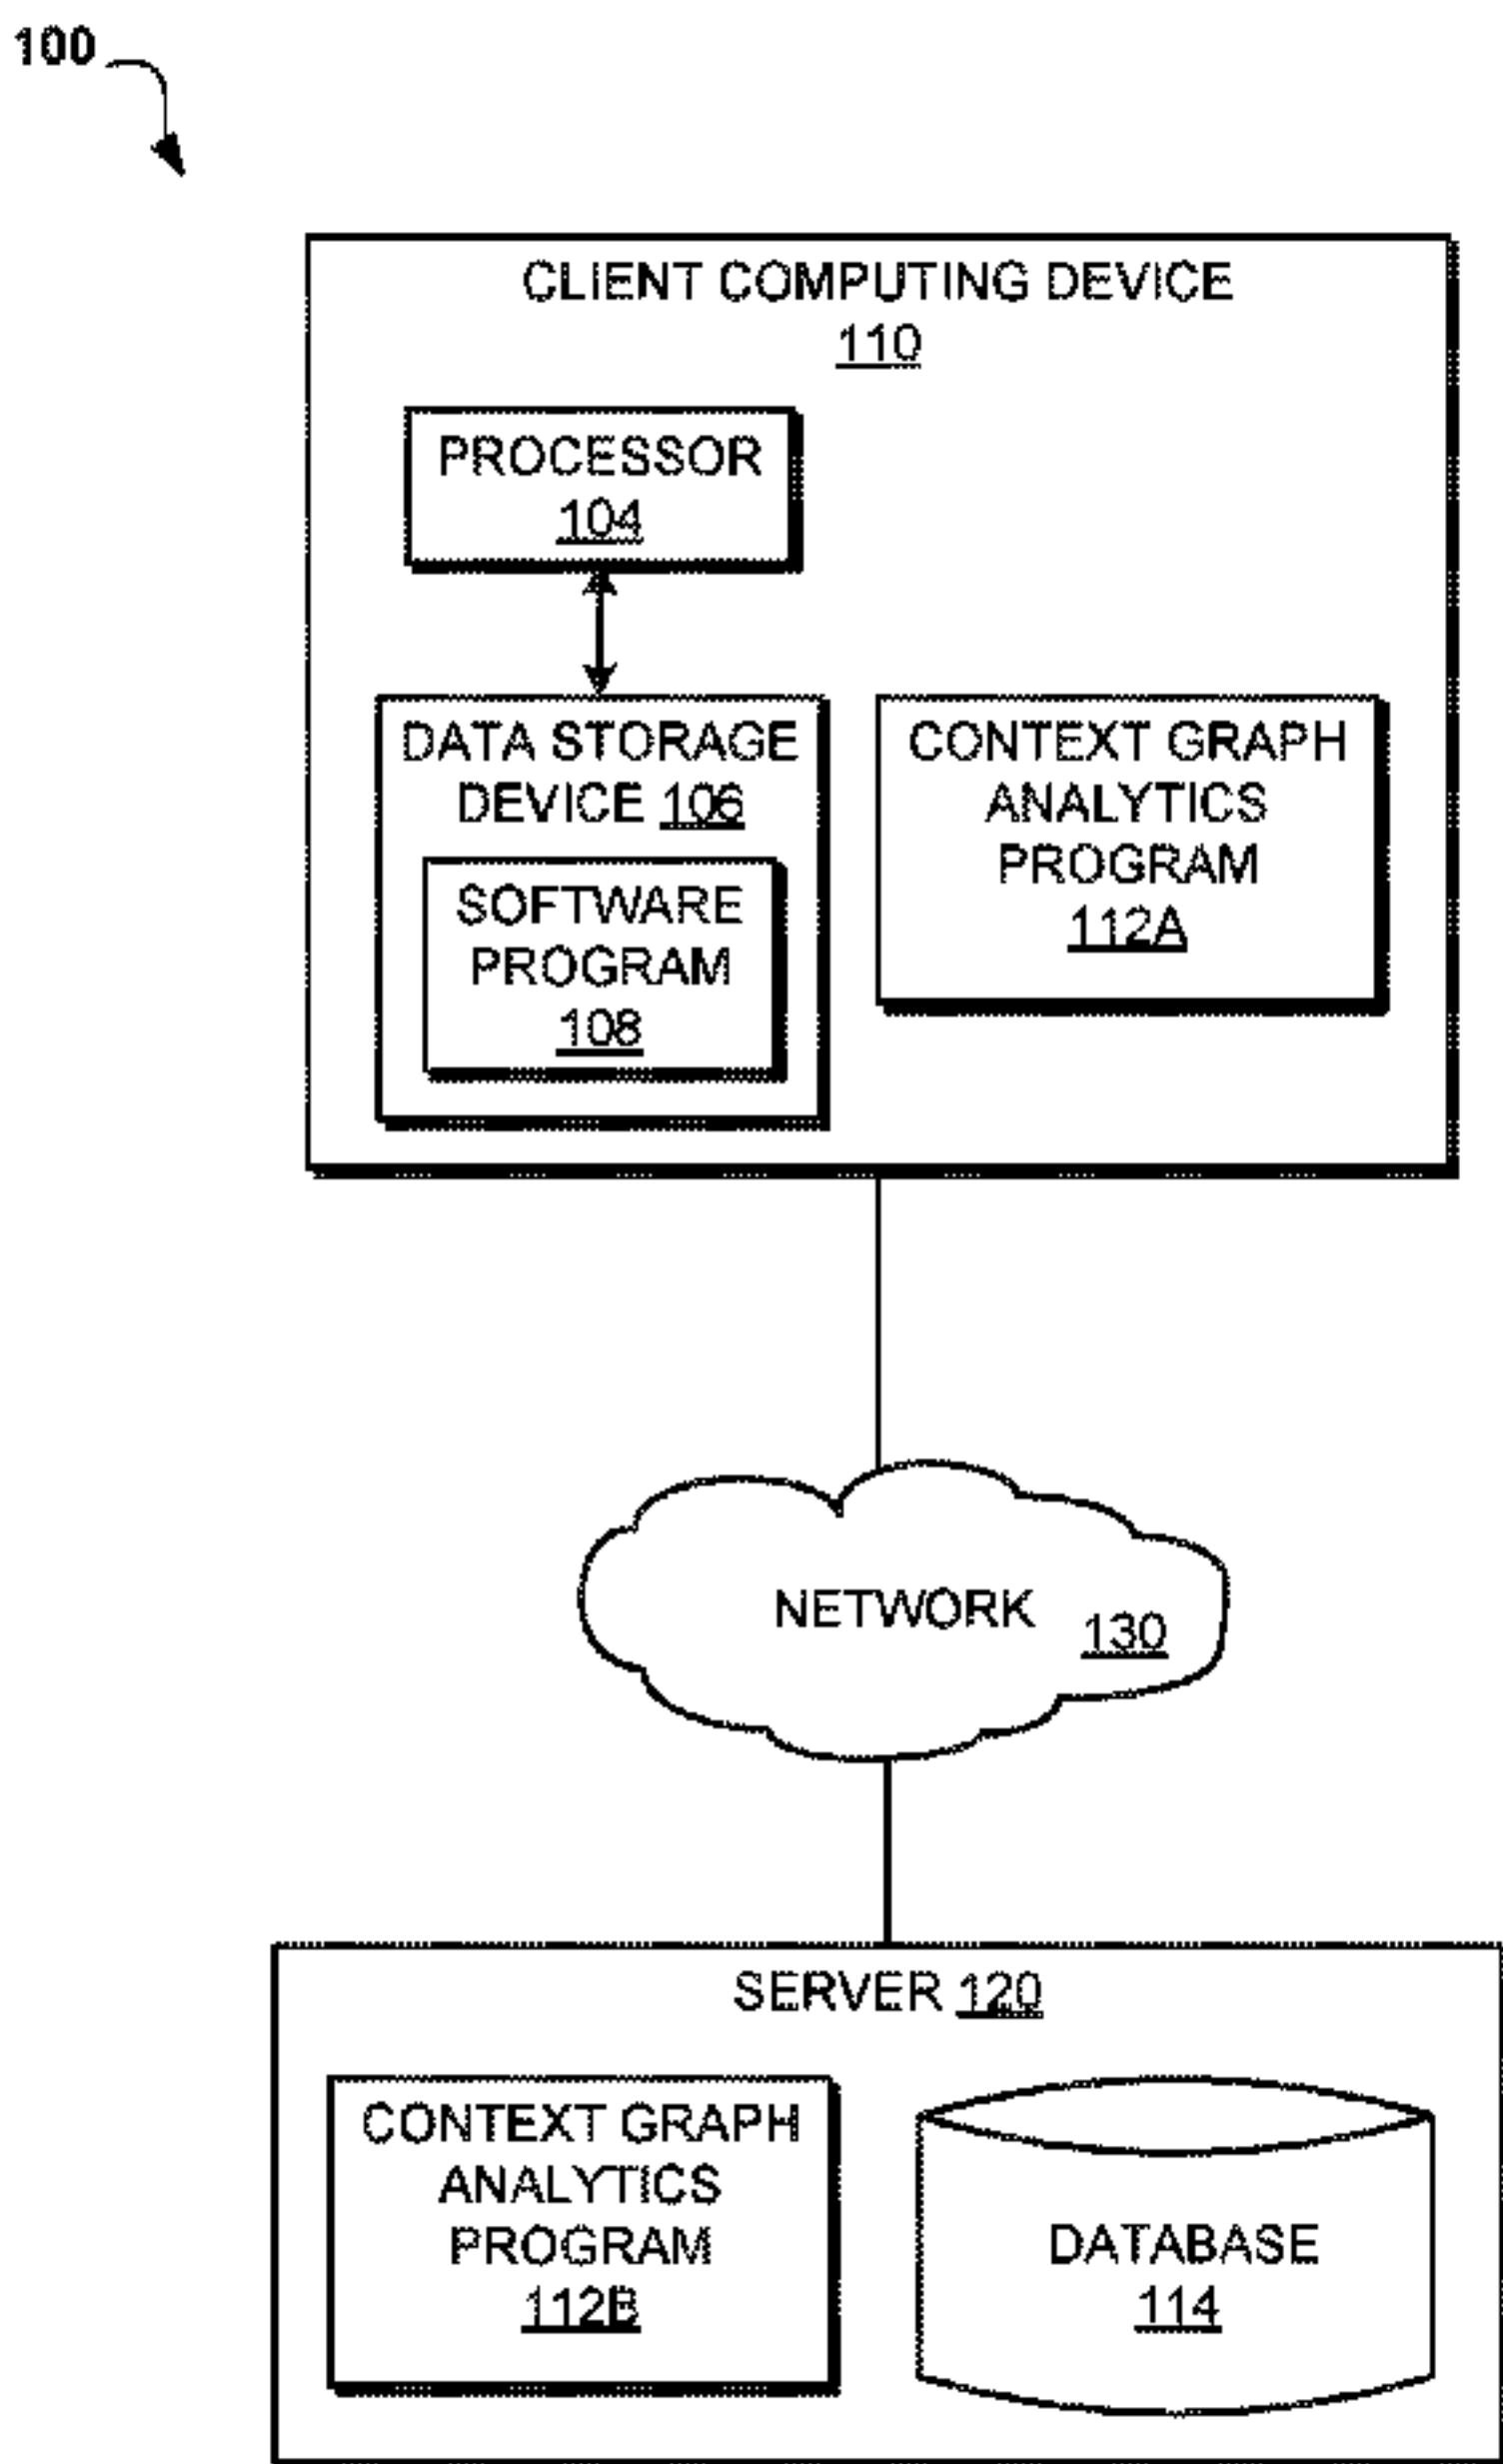 100
CLIENT COMPUTING DEVICE
110
PROCESSOR
104
DATA STORAGE
DEVICE 106
SOFTWARE
PROGRAM
108
CONTEXT GRAPH
ANALYTICS
PROGRAM
112A
NETWORK 130
SERVER 120
CONTEXT GRAPH
ANALYTICS
PROGRAM
112B
DATABASE
114